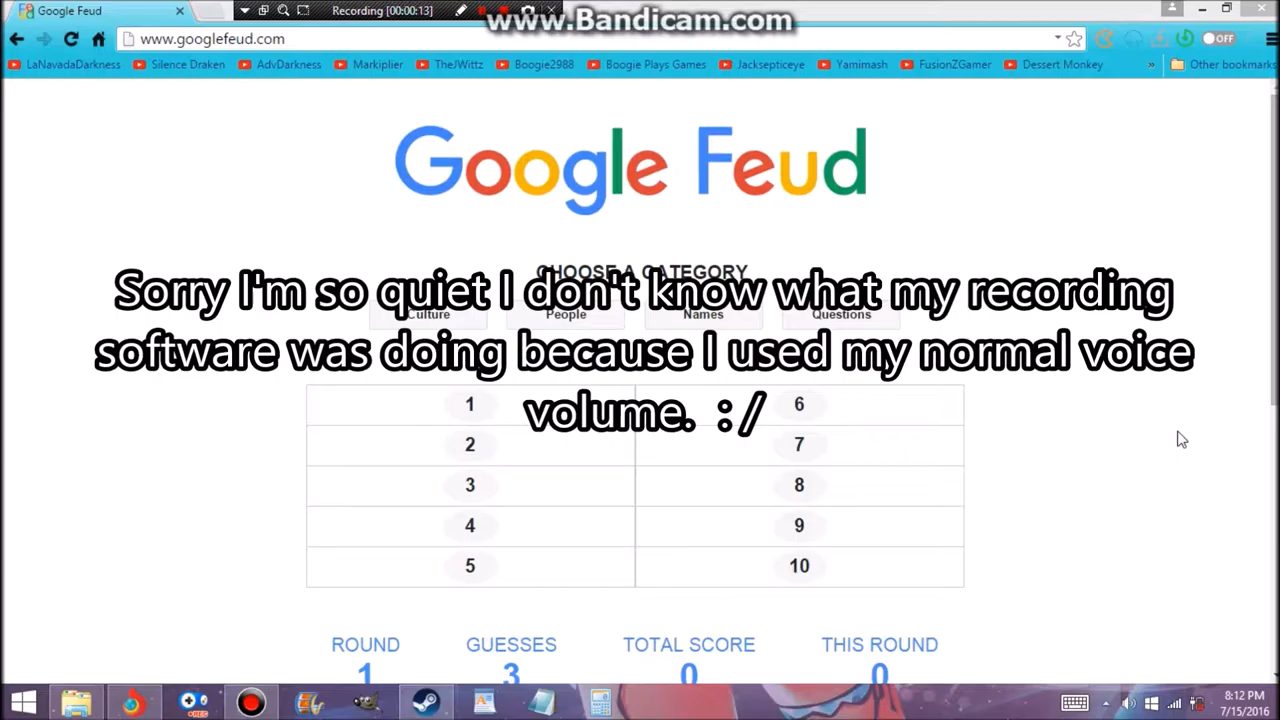 Google Feud
Recording [00:00:13]
www.Bandicam.com
www.googlefeud.com
OFF
LaNavadaDarkness
Silence Draken
AdvDarkness
Markiplier
TheJWittz
Boogie2988
Boogie Plays Games
Jacksepticeye
Yamimash
FusionZGamer
Dessert Monkey
»
Other bookmarks
Google Feud
CHOOSE A CATEGORY
Sorry I'm so quiet I don't know what my recording
software was doing because I used my normal voice
volume. :/
Culture
People
Names
Questions
1
6
2
7
3
8
4
9
5
10
ROUND
GUESSES
TOTAL SCORE
THIS ROUND
1
3
0
0
8:12 PM
7/15/2016